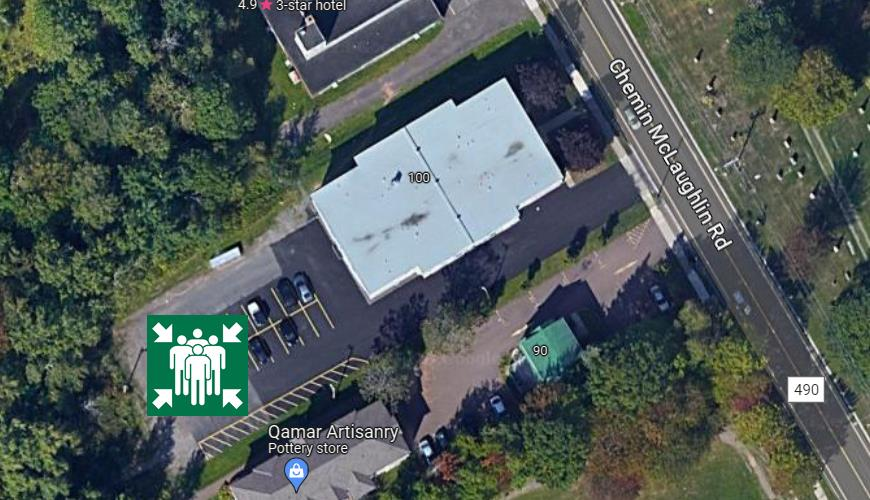 4.9 ★ 3-star hotel
Chemin McLaughlin Rd
100
90
490
Qamar Artisanry
Pottery store